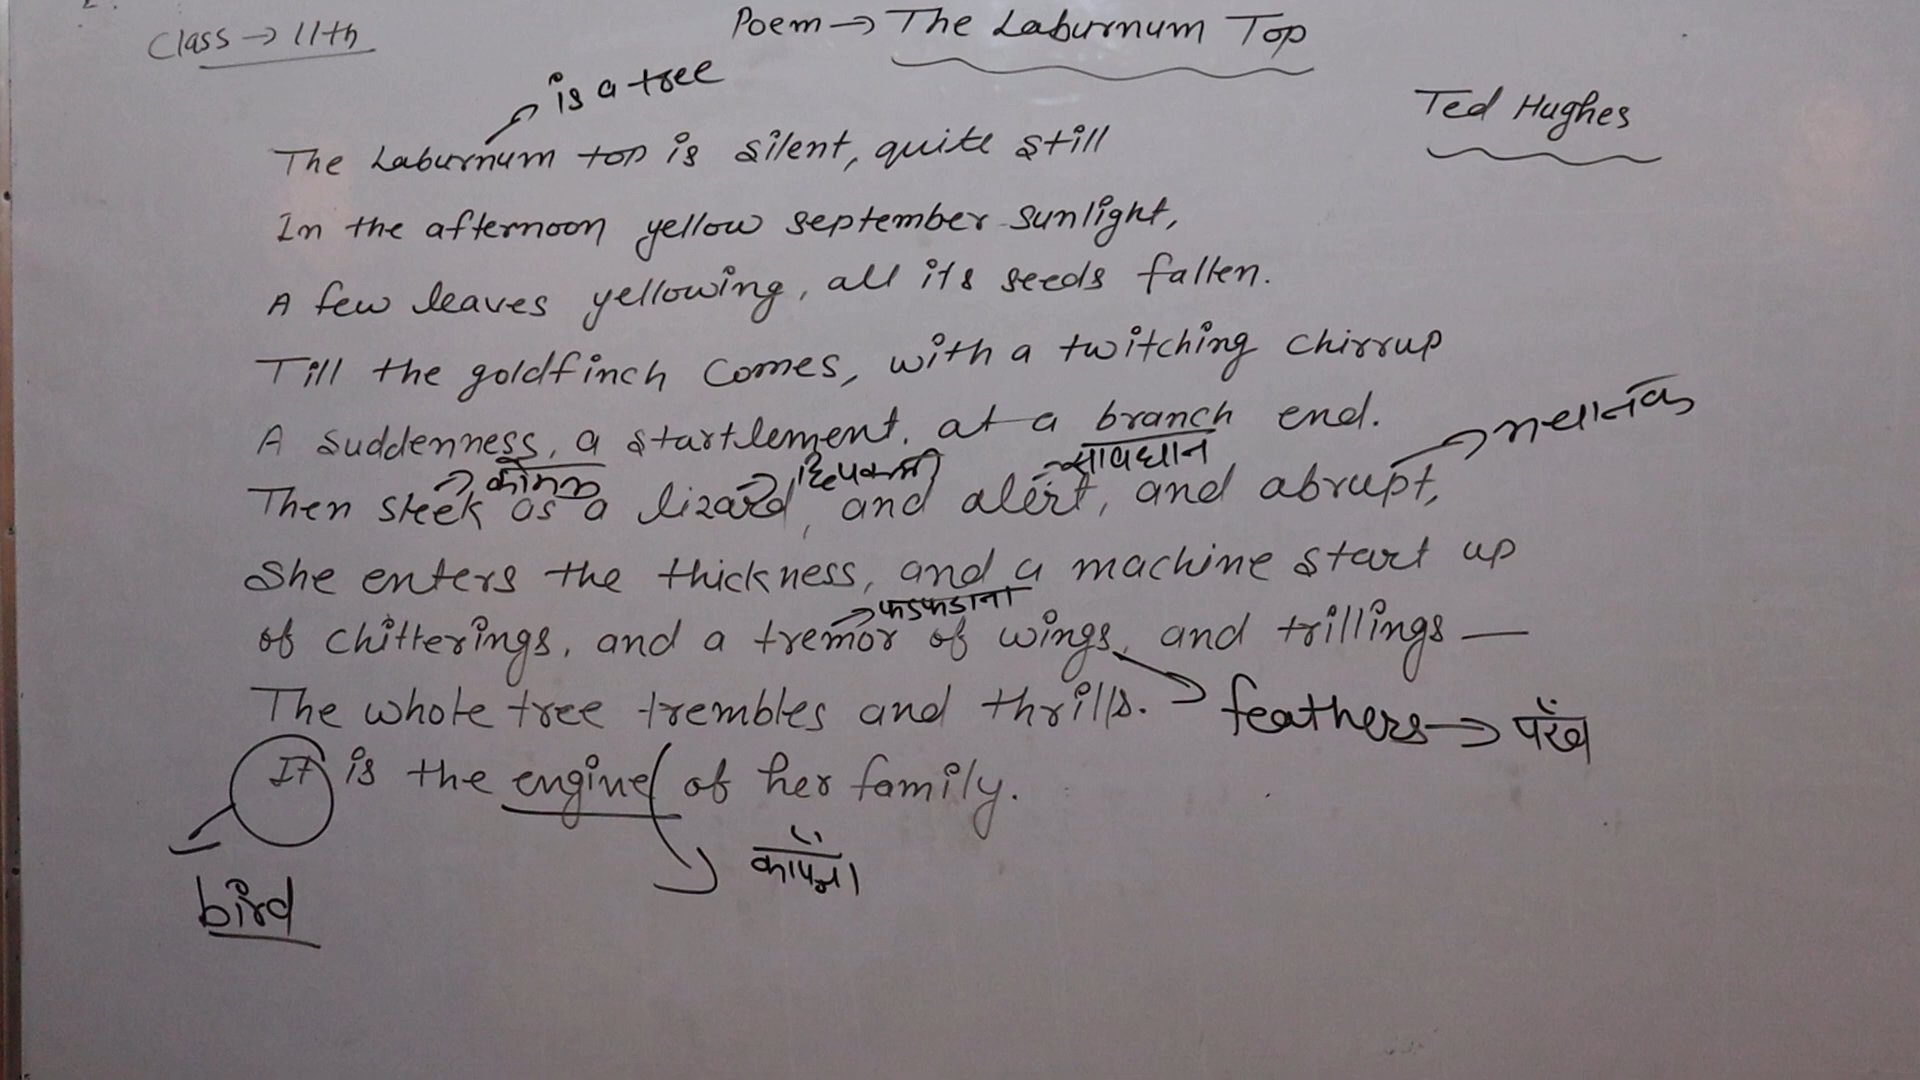 Class → 11th
Poem → The Laburnum Top
Ted Hughes
is a tree
The Laburnum top is silent, quite still
In the afternoon yellow september sunlight,
A few leaves yellowing, all its seeds fallen.
Till the goldfinch Comes, with a twitching chirrup
A suddenness, a startlement, at a branch end.
कोमल छिपकली सावधान
Then sleek as a lizard, and alert, and abrupt,
She enters the thickness, and a machine start up
फडफडाना
of chitterings, and a tremor of wings, and trillings —
The whole tree trembles and thrills.
feathers → पंख
It is the engine of her family.
bird